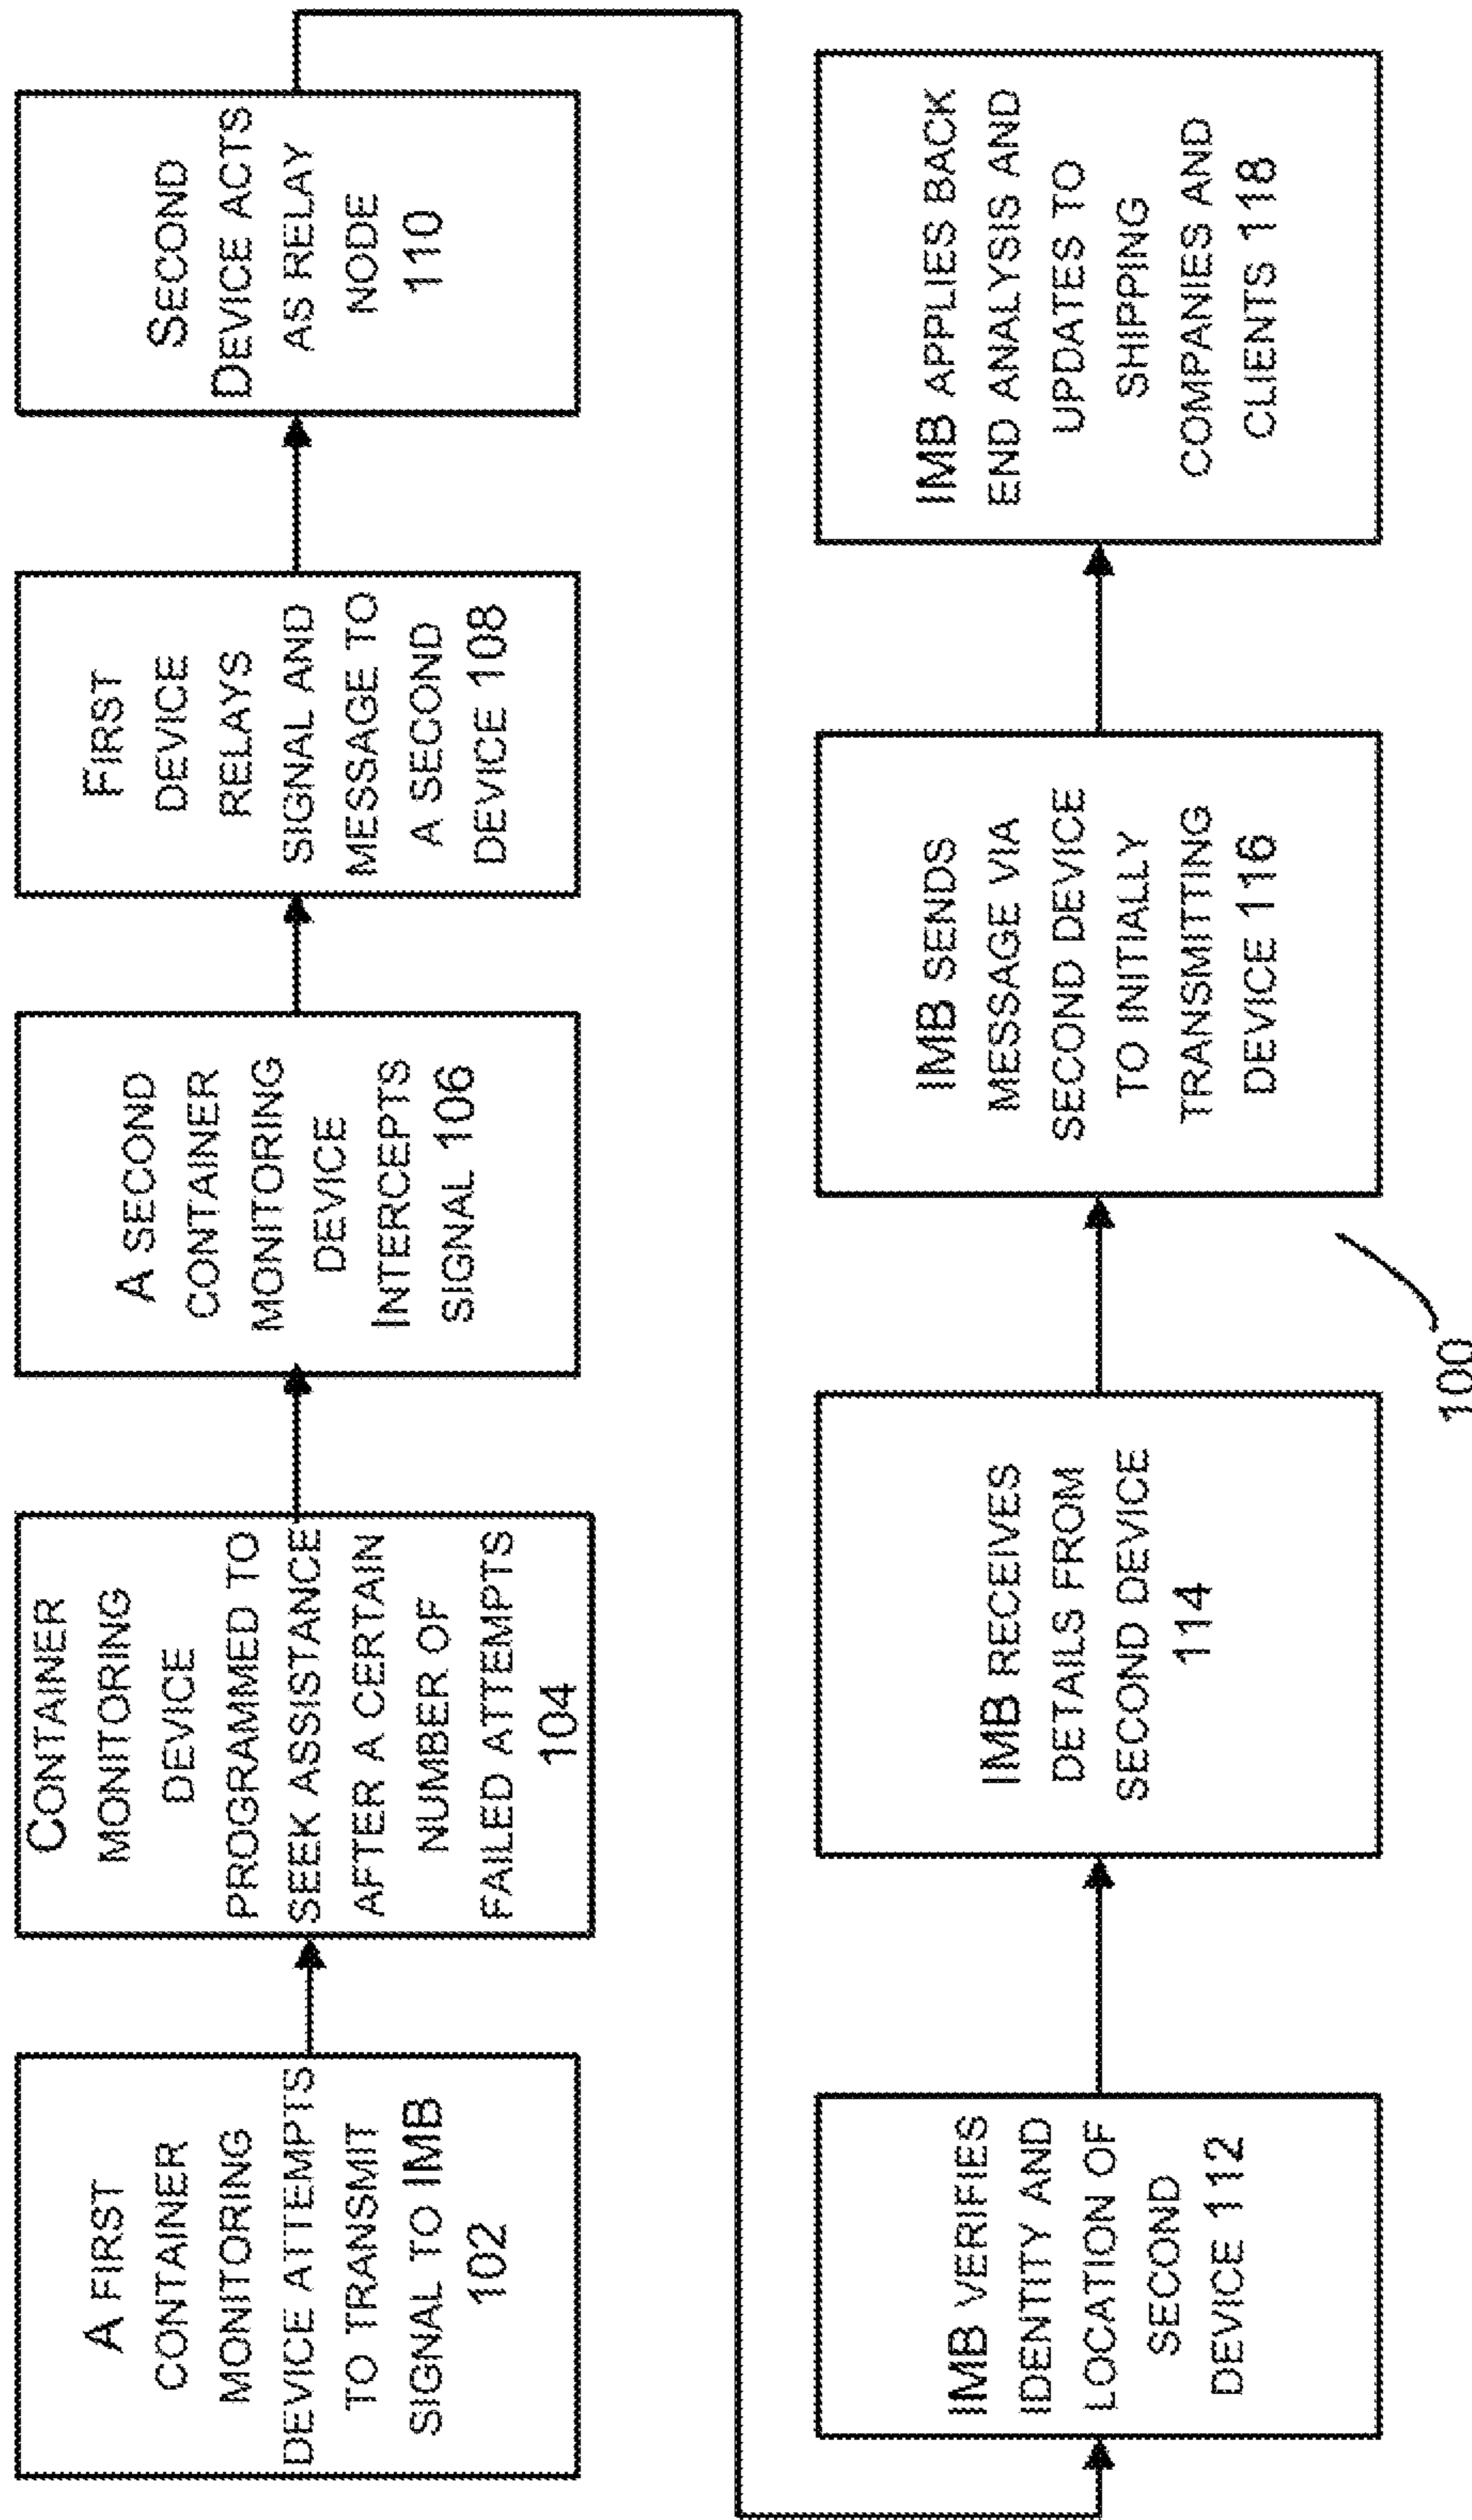 A FIRST
CONTAINER
MONITORING
DEVICE ATTEMPTS
TO TRANSMIT
SIGNAL TO IMB
102
CONTAINER
MONITORING
DEVICE
PROGRAMMED TO
SEEK ASSISTANCE
AFTER A CERTAIN
NUMBER OF
FAILED ATTEMPTS
104
A SECOND
CONTAINER
MONITORING
DEVICE
INTERCEPTS
SIGNAL 106
FIRST
DEVICE
RELAYS
SIGNAL AND
MESSAGE TO
A SECOND
DEVICE 108
SECOND
DEVICE ACTS
AS RELAY
NODE
110
IMB VERIFIES
IDENTITY AND
LOCATION OF
SECOND
DEVICE 112
IMB RECEIVES
DETAILS FROM
SECOND DEVICE
114
IMB SENDS
MESSAGE VIA
SECOND DEVICE
TO INITIALLY
TRANSMITTING
DEVICE 116
IMB APPLIES BACK
END ANALYSIS AND
UPDATES TO
SHIPPING
COMPANIES AND
CLIENTS 118
100